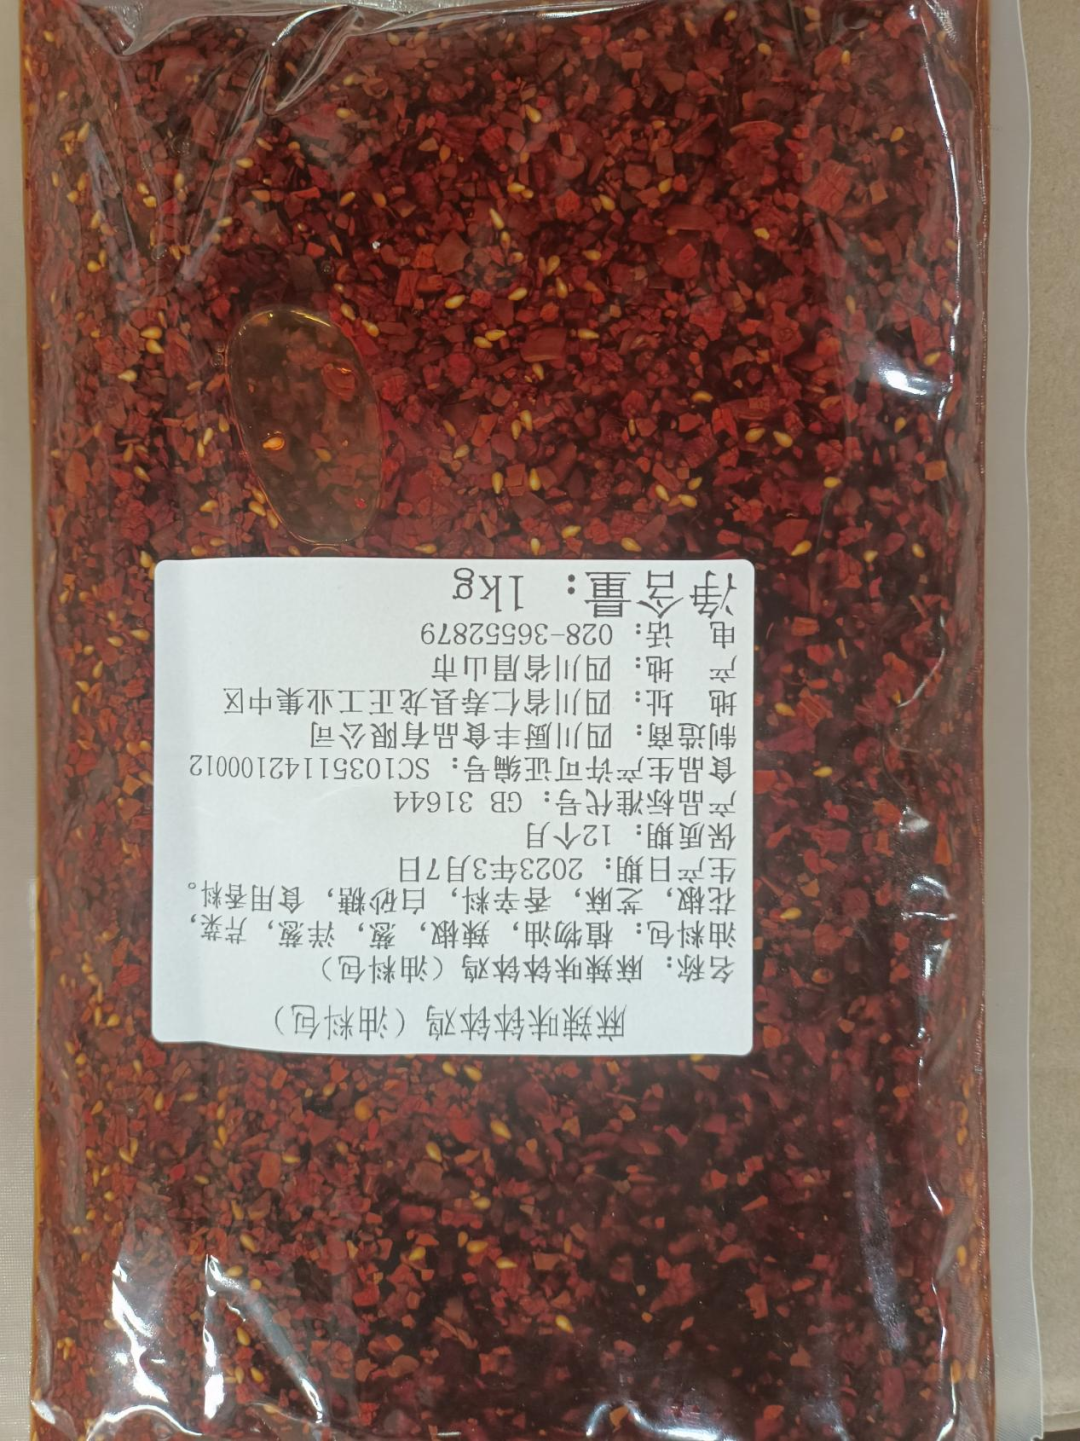 麻辣味钵钵鸡（油料包）
名称：麻辣味钵钵鸡（油料包）
油料包：植物油，辣椒，葱，洋葱，芹菜，
花椒，芝麻，香辛料，白砂糖，食用香料。
生产日期：2023年3月7日
保质期：12个月
产品标准代号：GB 31644
食品生产许可证编号：SC10351142100012
制造商：四川厨丰食品有限公司
地　址：四川省仁寿县龙正工业集中区
产　地：四川省眉山市
电　话：028-36552879
净含量：1kg